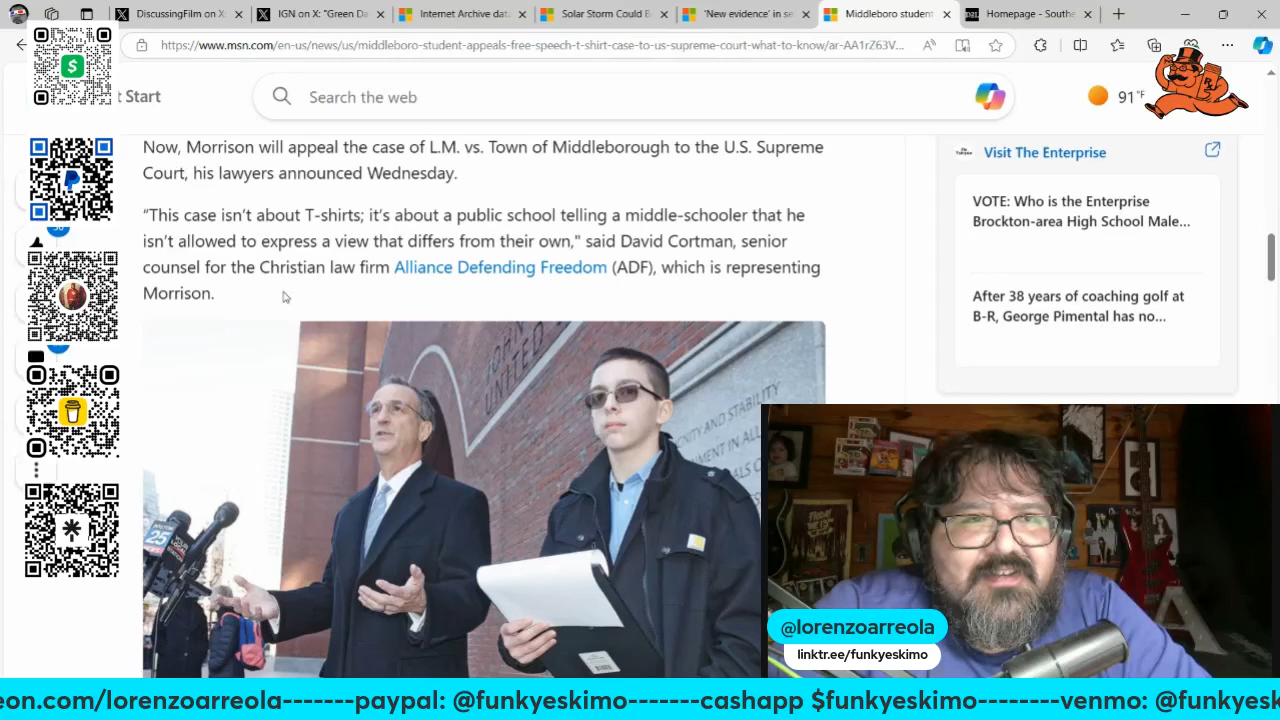 DiscussingFilm on X:
IGN on X: "Green Da
Internet Archive data
Solar Storm Could B
'New evidence' in se
Middleboro student
Homepage - Southe
https://www.msn.com/en-us/news/us/middleboro-student-appeals-free-speech-t-shirt-case-to-us-supreme-court-what-to-know/ar-AA1rZ63V...
t Start
Search the web
91°F
Now, Morrison will appeal the case of L.M. vs. Town of Middleborough to the U.S. Supreme
Court, his lawyers announced Wednesday.
"This case isn't about T-shirts; it's about a public school telling a middle-schooler that he
isn't allowed to express a view that differs from their own," said David Cortman, senior
counsel for the Christian law firm Alliance Defending Freedom (ADF), which is representing
Morrison.
Visit The Enterprise
VOTE: Who is the Enterprise
Brockton-area High School Male...
After 38 years of coaching golf at
B-R, George Pimental has no...
UNITED
AND STABILITY
25
@lorenzoarreola
linktr.ee/funkyeskimo
eon.com/lorenzoarreola-------paypal: @funkyeskimo-------cashapp $funkyeskimo--------venmo: @funkyesk